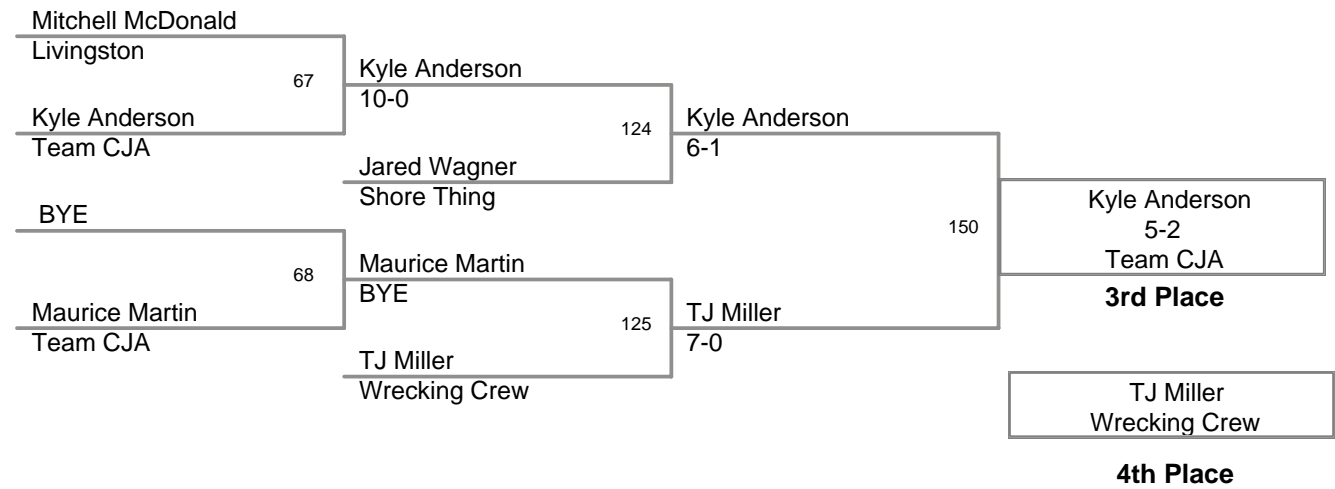 Mitchell McDonald
Livingston
67
Kyle Anderson
Team CJA
BYE
68
Maurice Martin
Team CJA
Kyle Anderson
10-0
124
Jared Wagner
Shore Thing
Maurice Martin
BYE
125
TJ Miller
Wrecking Crew
Kyle Anderson
6-1
150
TJ Miller
7-0
Kyle Anderson
5-2
Team CJA
3rd Place
TJ Miller
Wrecking Crew
4th Place